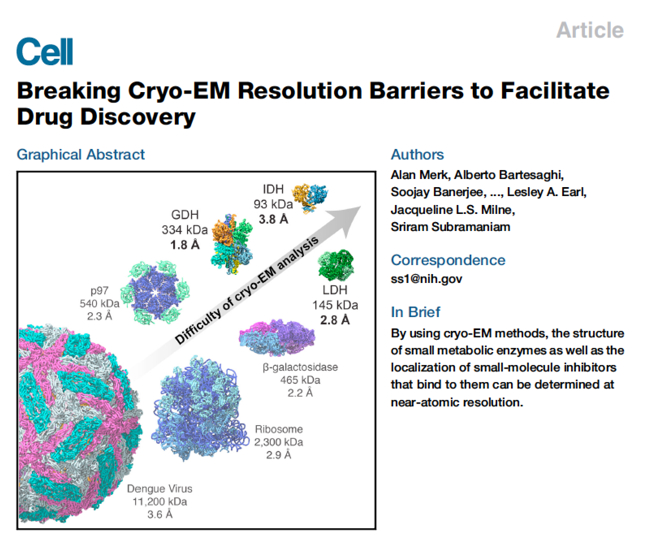 Article
Cell
Breaking Cryo-EM Resolution Barriers to Facilitate
Drug Discovery
Graphical Abstract
IDH
93 kDa
3.8 Å
GDH
334 kDa
1.8 Å
Difficulty of cryo-EM analysis
p97
540 kDa
2.3 Å
LDH
145 kDa
2.8 Å
β-galactosidase
465 kDa
2.2 Å
Ribosome
2,300 kDa
2.9 Å
Dengue Virus
11,200 kDa
3.6 Å
Authors
Alan Merk, Alberto Bartesaghi,
Soojay Banerjee, ..., Lesley A. Earl,
Jacqueline L.S. Milne,
Sriram Subramaniam
Correspondence
ss1@nih.gov
In Brief
By using cryo-EM methods, the structure
of small metabolic enzymes as well as the
localization of small-molecule inhibitors
that bind to them can be determined at
near-atomic resolution.